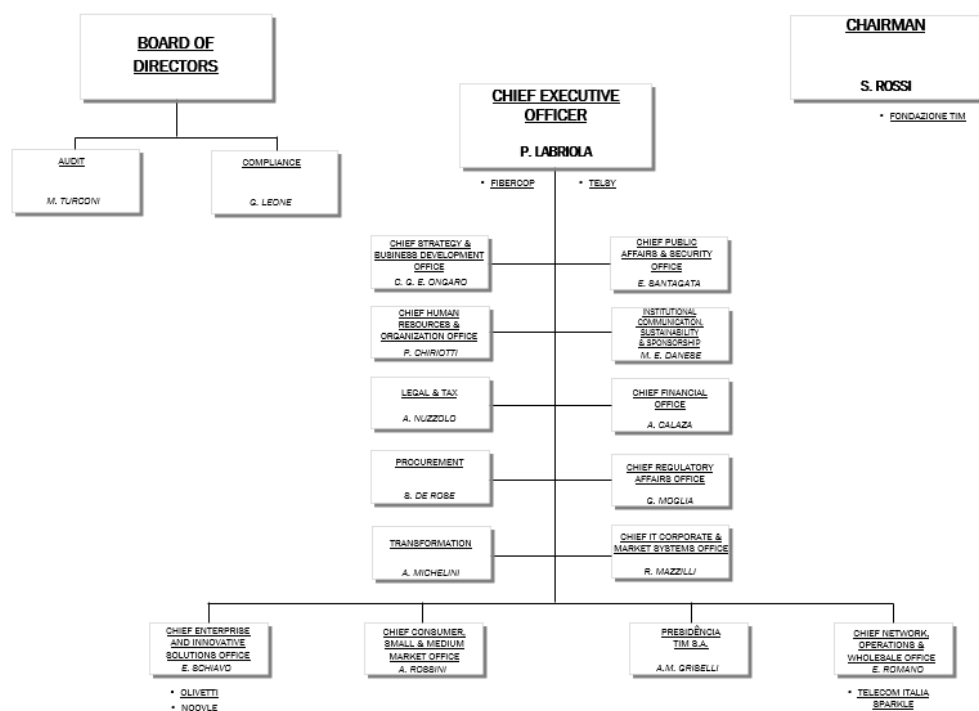 BOARD OF
DIRECTORS
CHAIRMAN
S. ROSSI
• FONDAZIONE TIM
CHIEF EXECUTIVE
OFFICER
P. LABRIOLA
• FIBERCOP
• TELSY
AUDIT
M. TURCONI
COMPLIANCE
G. LEONE
CHIEF STRATEGY &
BUSINESS DEVELOPMENT
OFFICE
C. G. E. ONGARO
CHIEF PUBLIC
AFFAIRS & SECURITY
OFFICE
E. SANTAGATA
CHIEF HUMAN
RESOURCES &
ORGANIZATION OFFICE
P. CHIRIOTTI
INSTITUTIONAL
COMMUNICATION,
SUSTAINABILITY
& SPONSORSHIP
M. E. DANESE
LEGAL & TAX
A. NUZZOLO
CHIEF FINANCIAL
OFFICE
A. CALAZA
PROCUREMENT
S. DE ROSE
CHIEF REGULATORY
AFFAIRS OFFICE
G. MOGLIA
TRANSFORMATION
A. MICHELINI
CHIEF IT CORPORATE &
MARKET SYSTEMS OFFICE
R. MAZZILLI
CHIEF ENTERPRISE
AND INNOVATIVE
SOLUTIONS OFFICE
E. SCHIAVO
• OLIVETTI
• NOOVLE
CHIEF CONSUMER,
SMALL & MEDIUM
MARKET OFFICE
A. ROSSINI
PRESIDÊNCIA
TIM S.A.
A.M. GRISELLI
CHIEF NETWORK,
OPERATIONS &
WHOLESALE OFFICE
E. ROMANO
• TELECOM ITALIA
SPARKLE